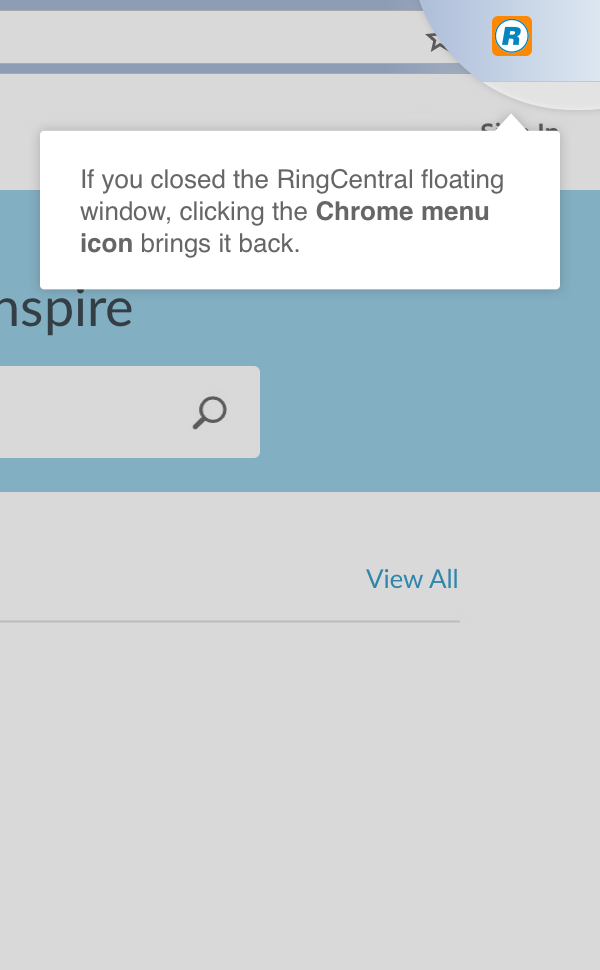 R
If you closed the RingCentral floating
window, clicking the Chrome menu
icon brings it back.
nspire
View All